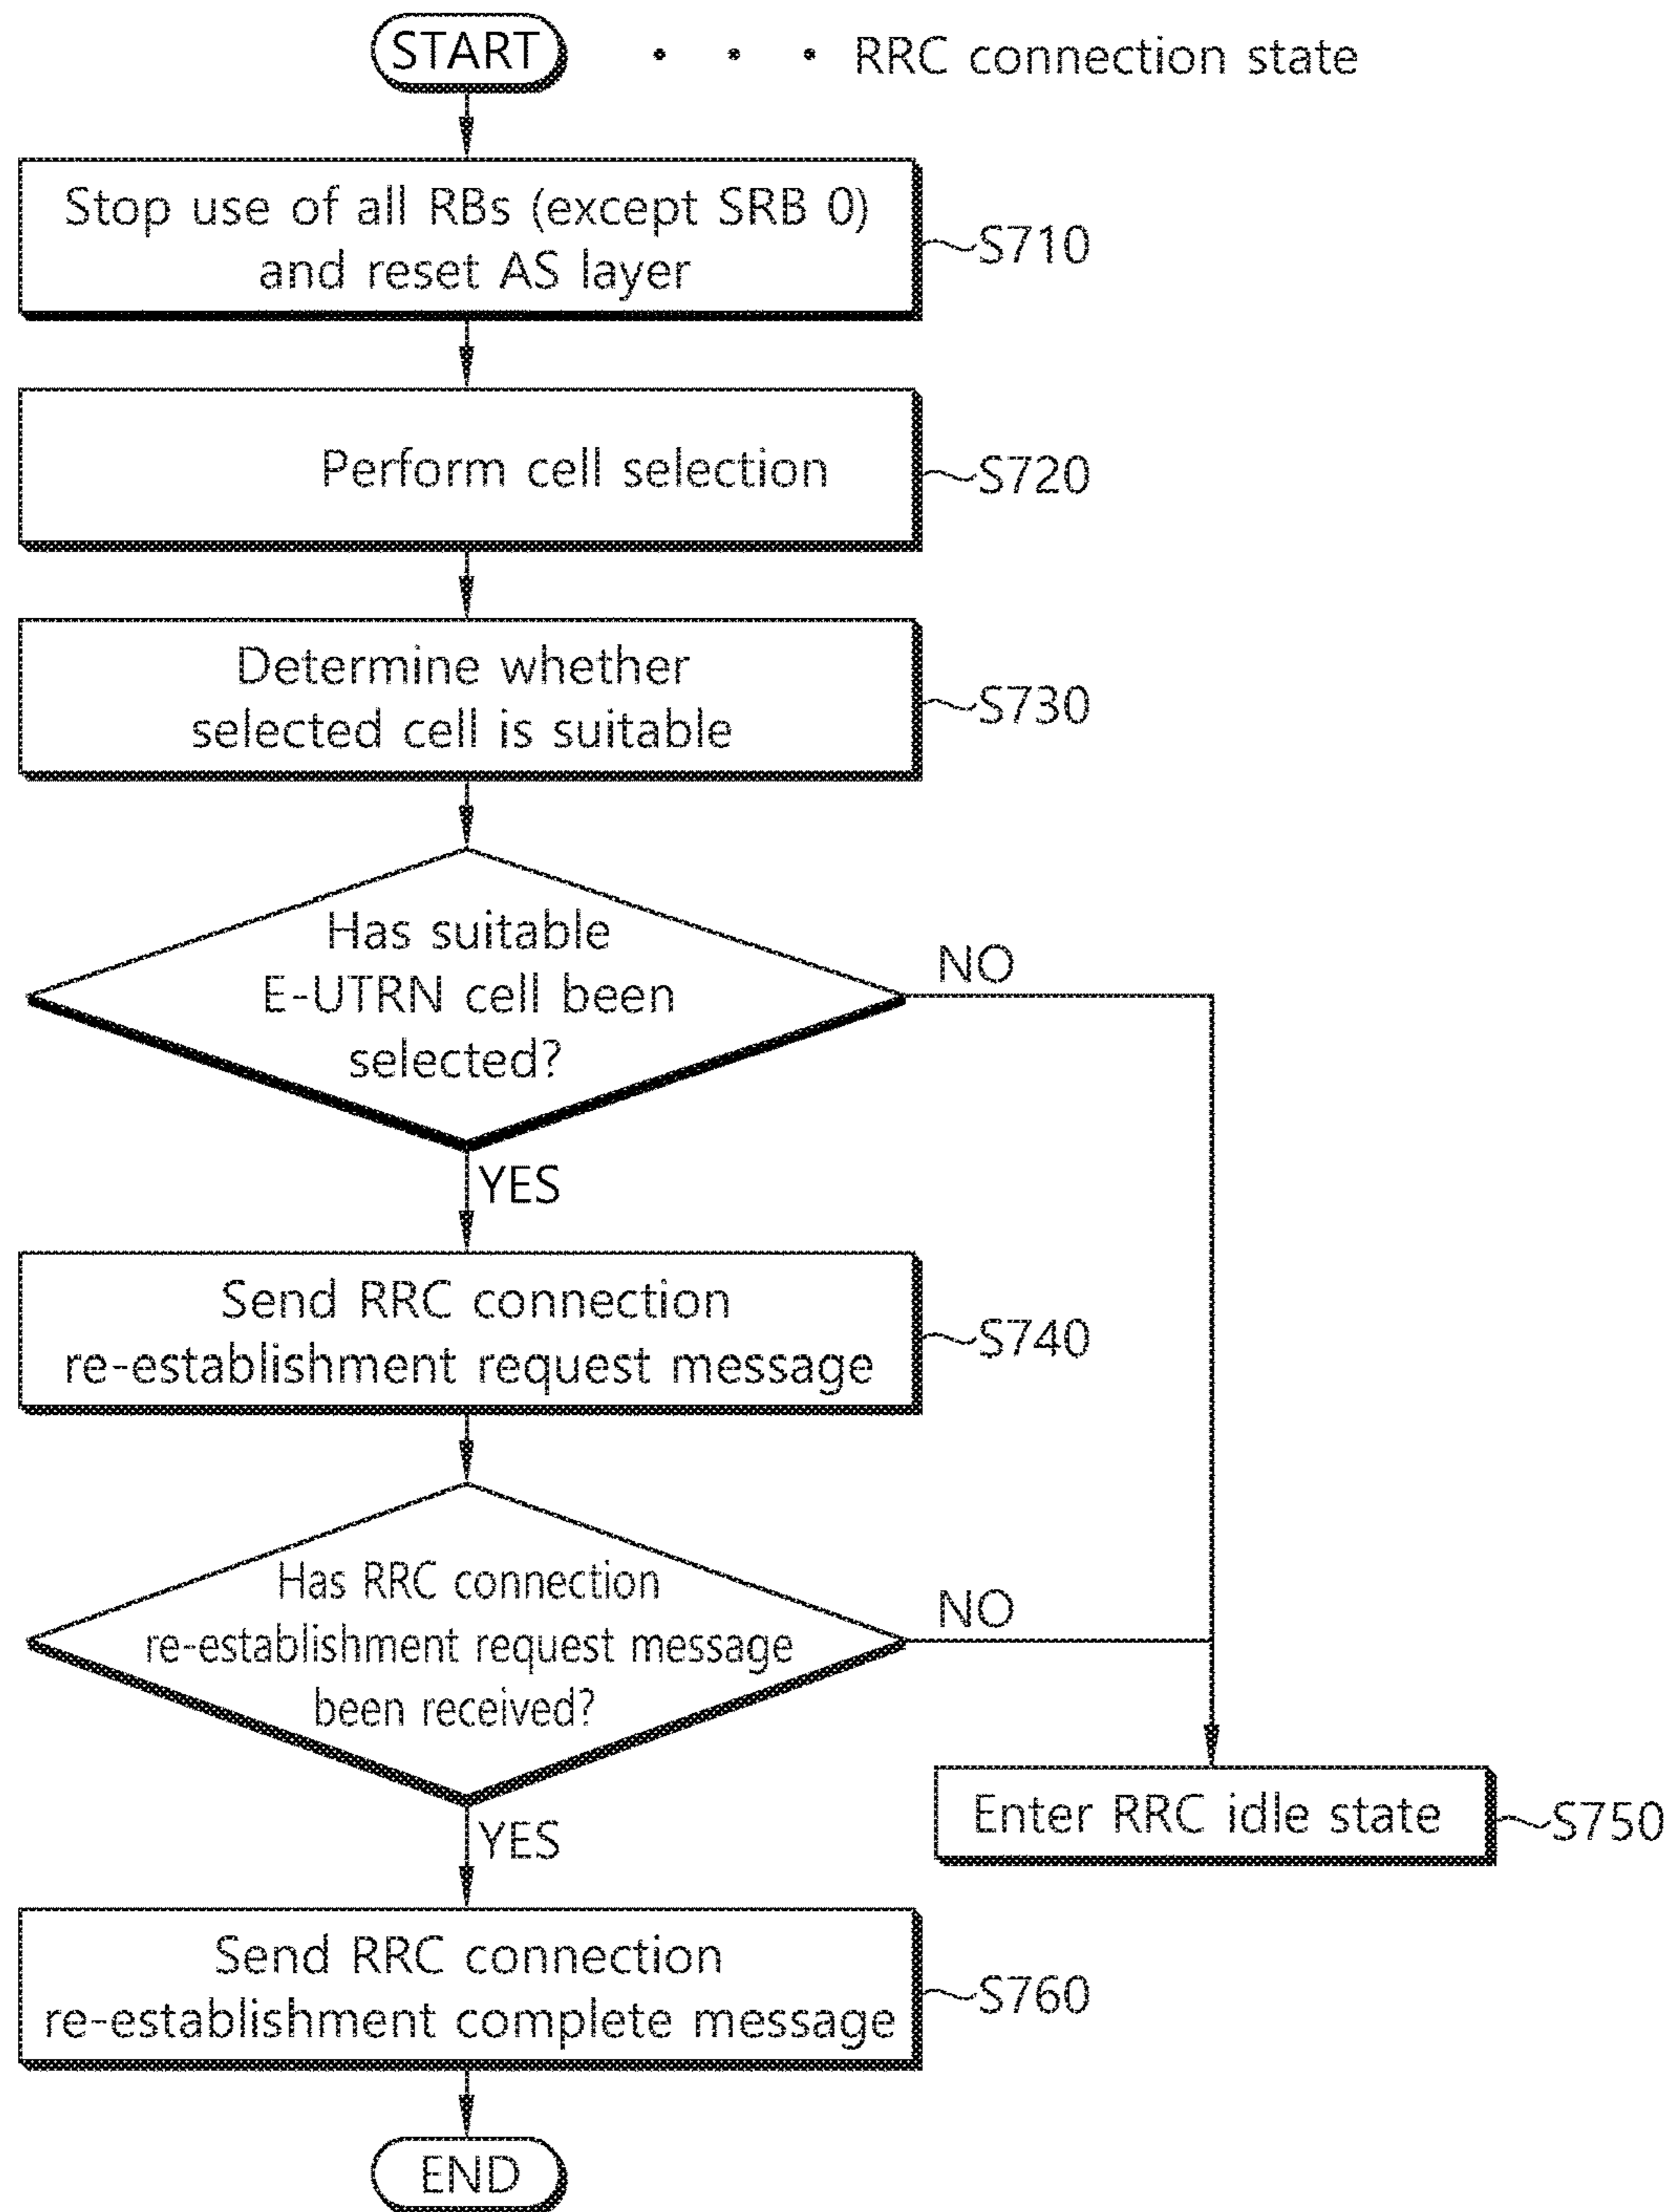 START · · · RRC connection state
Stop use of all RBs (except SRB 0)
and reset AS layer
S710
Perform cell selection
S720
Determine whether
selected cell is suitable
S730
Has suitable
E-UTRN cell been
selected?
NO
YES
Send RRC connection
re-establishment request message
S740
Has RRC connection
re-establishment request message
been received?
NO
YES
Enter RRC idle state
S750
Send RRC connection
re-establishment complete message
S760
END